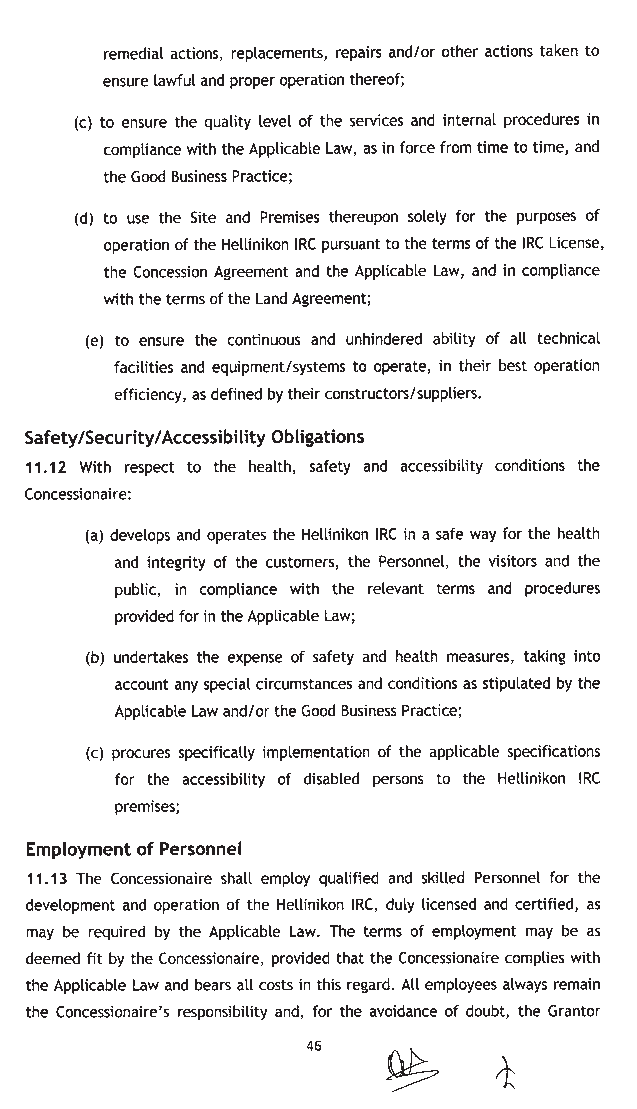 remedial actions, replacements, repairs and/or other actions taken to
ensure lawful and proper operation thereof;
(c) to ensure the quality level of the services and internal procedures in
compliance with the Applicable Law, as in force from time to time, and
the Good Business Practice;
(d) to use the Site and Premises thereupon solely for the purposes of
operation of the Hellinikon IRC pursuant to the terms of the IRC License,
the Concession Agreement and the Applicable Law, and in compliance
with the terms of the Land Agreement;
(e) to ensure the continuous and unhindered ability of all technical
facilities and equipment/systems to operate, in their best operation
efficiency, as defined by their constructors/suppliers.
Safety/Security/Accessibility Obligations
11.12 With respect to the health, safety and accessibility conditions the
Concessionaire:
(a) develops and operates the Hellinikon IRC in a safe way for the health
and integrity of the customers, the Personnel, the visitors and the
public, in compliance with the relevant terms and procedures
provided for in the Applicable Law;
(b) undertakes the expense of safety and health measures, taking into
account any special circumstances and conditions as stipulated by the
Applicable Law and/or the Good Business Practice;
(c) procures specifically implementation of the applicable specifications
for the accessibility of disabled persons to the Hellinikon IRC
premises;
Employment of Personnel
11.13 The Concessionaire shall employ qualified and skilled Personnel for the
development and operation of the Hellinikon IRC, duly licensed and certified, as
may be required by the Applicable Law. The terms of employment may be as
deemed fit by the Concessionaire, provided that the Concessionaire complies with
the Applicable Law and bears all costs in this regard. All employees always remain
the Concessionaire's responsibility and, for the avoidance of doubt, the Grantor
46